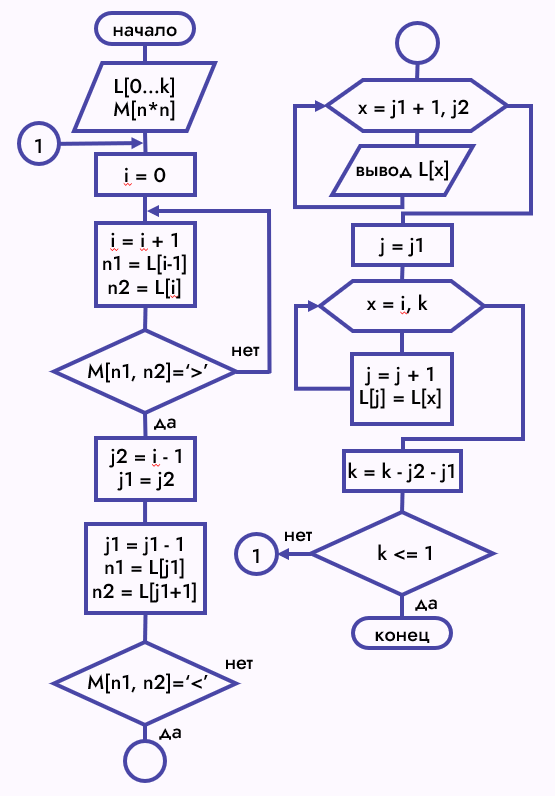 начало
L[0...k]
M[n*n]
1
i = 0
i = i + 1
n1 = L[i-1]
n2 = L[i]
M[n1, n2]=‘>’
нет
да
j2 = i - 1
j1 = j2
j1 = j1 - 1
n1 = L[j1]
n2 = L[j1+1]
M[n1, n2]=‘<’
нет
да
x = j1 + 1, j2
вывод L[x]
j = j1
x = i, k
j = j + 1
L[j] = L[x]
k = k - j2 - j1
k <= 1
нет
1
да
конец